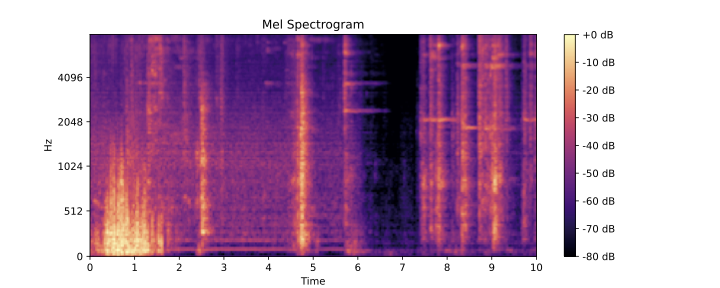 Mel Spectrogram
+0 dB
-10 dB
-20 dB
-30 dB
-40 dB
-50 dB
-60 dB
-70 dB
-80 dB
Hz
4096
2048
1024
512
0
0 1 2 3 4 5 6 7 8 9 10
Time